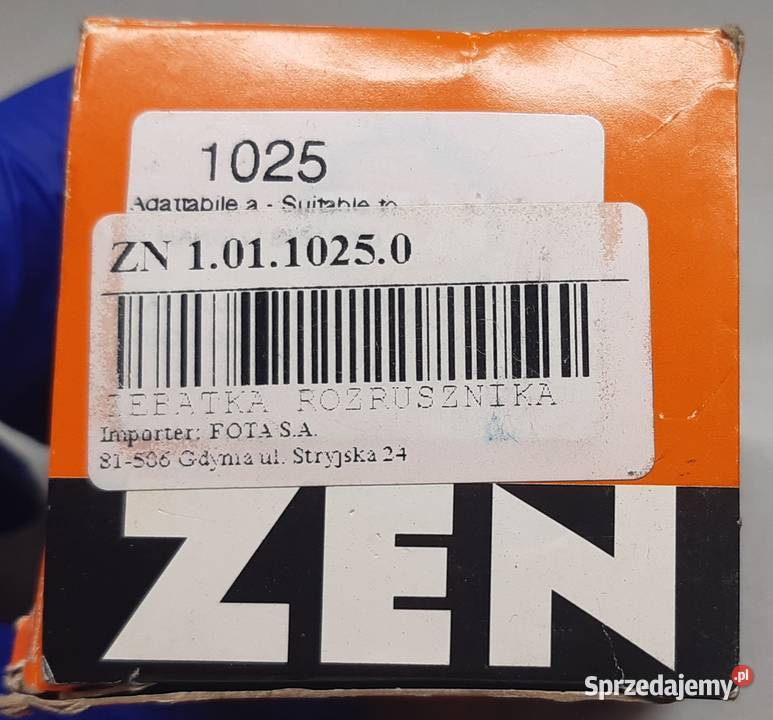 1025
Adattabile a - Suitable to
ZN 1.01.1025.0
ZEBATKA ROZRUSZNIKA
Importer: FOTA S.A.
81-506 Gdynia ul. Stryjska 24
ZEN
Sprzedajemy.pl